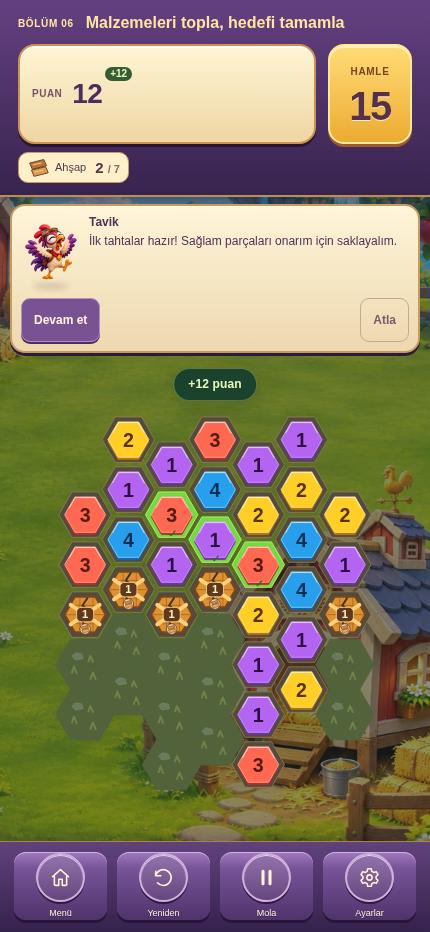 BÖLÜM 06 Malzemeleri topla, hedefi tamamla
PUAN 12 +12
HAMLE
15
Ahşap 2 / 7
Tavik
İlk tahtalar hazır! Sağlam parçaları onarım için saklayalım.
Devam et
Atla
+12 puan
2 3 1
1 1
1 4 2
3 3 2 2
4 1 4
3 1 3 1
1 1 4
1 1 2 1
1
1 2
1
3
Menü
Yeniden
Mola
Ayarlar